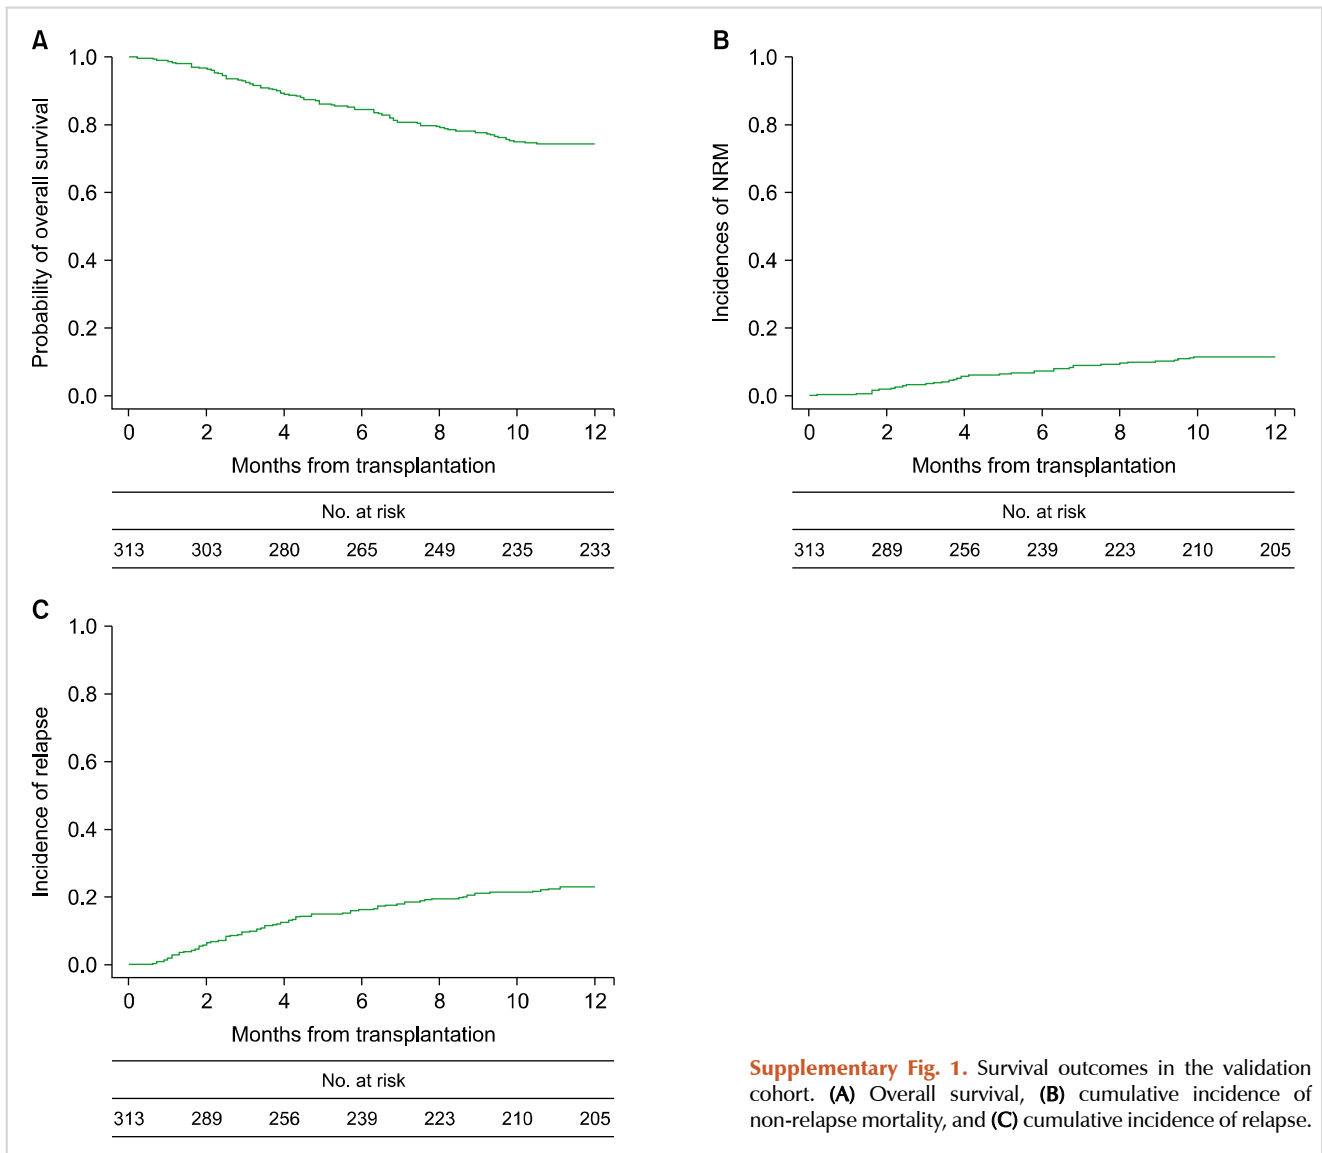 A
Probability of overall survival
1.0
0.8
0.6
0.4
0.2
0.0
0 2 4 6 8 10 12
Months from transplantation
No. at risk
313 303 280 265 249 235 233
B
Incidences of NRM
1.0
0.8
0.6
0.4
0.2
0.0
0 2 4 6 8 10 12
Months from transplantation
No. at risk
313 289 256 239 223 210 205
C
Incidence of relapse
1.0
0.8
0.6
0.4
0.2
0.0
0 2 4 6 8 10 12
Months from transplantation
No. at risk
313 289 256 239 223 210 205
Supplementary Fig. 1. Survival outcomes in the validation
cohort. (A) Overall survival, (B) cumulative incidence of
non-relapse mortality, and (C) cumulative incidence of relapse.